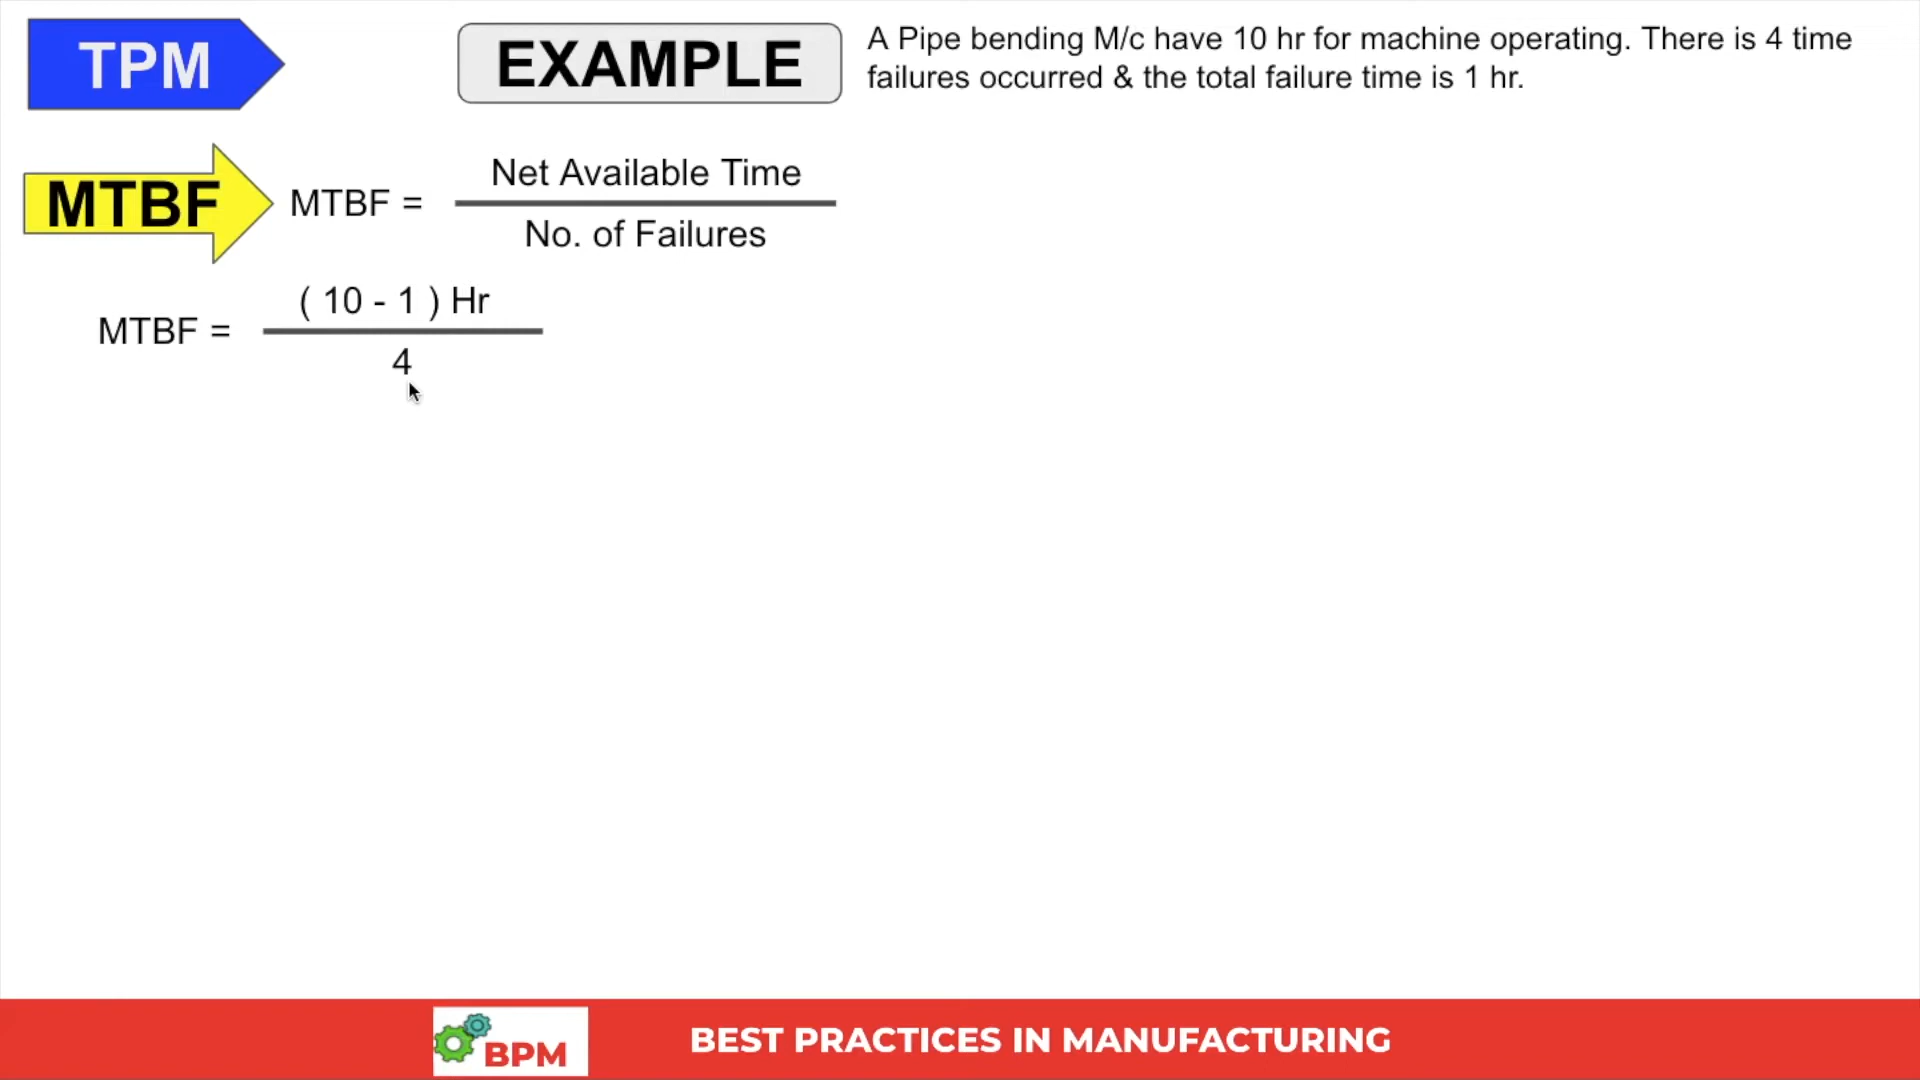 TPM
EXAMPLE
A Pipe bending M/c have 10 hr for machine operating. There is 4 time
failures occurred & the total failure time is 1 hr.
MTBF
MTBF =
Net Available Time
No. of Failures
MTBF =
( 10 - 1 ) Hr
4
BPM
BEST PRACTICES IN MANUFACTURING